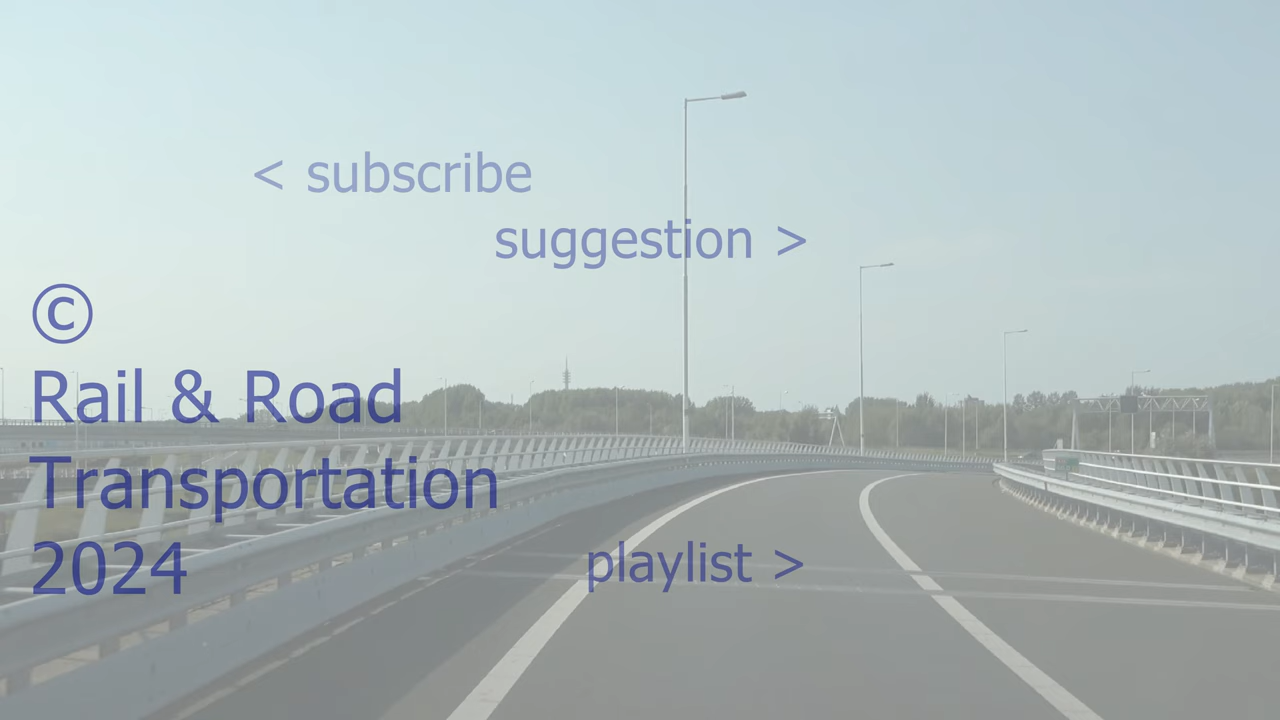 < subscribe
suggestion >
©
Rail & Road
Transportation
2024
playlist >